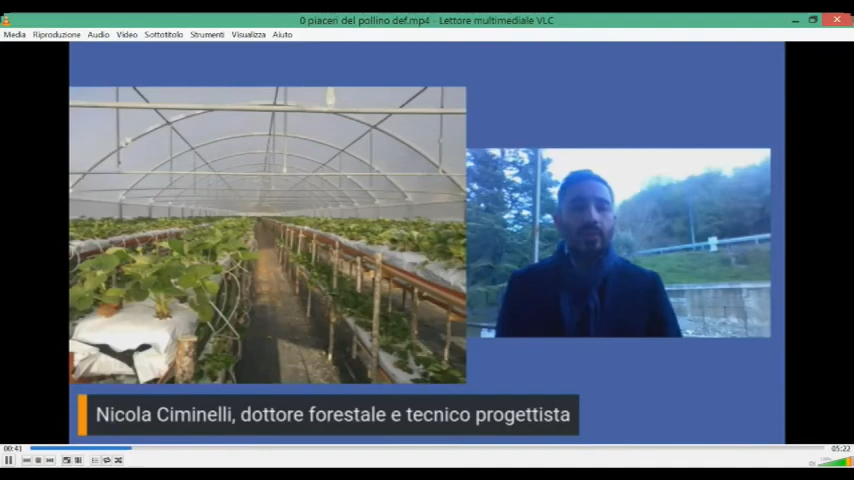 0 piaceri del pollino def.mp4 - Lettore multimediale VLC
Media Riproduzione Audio Video Sottotitolo Strumenti Visualizza Aiuto
Nicola Ciminelli, dottore forestale e tecnico progettista
00:41
05:22